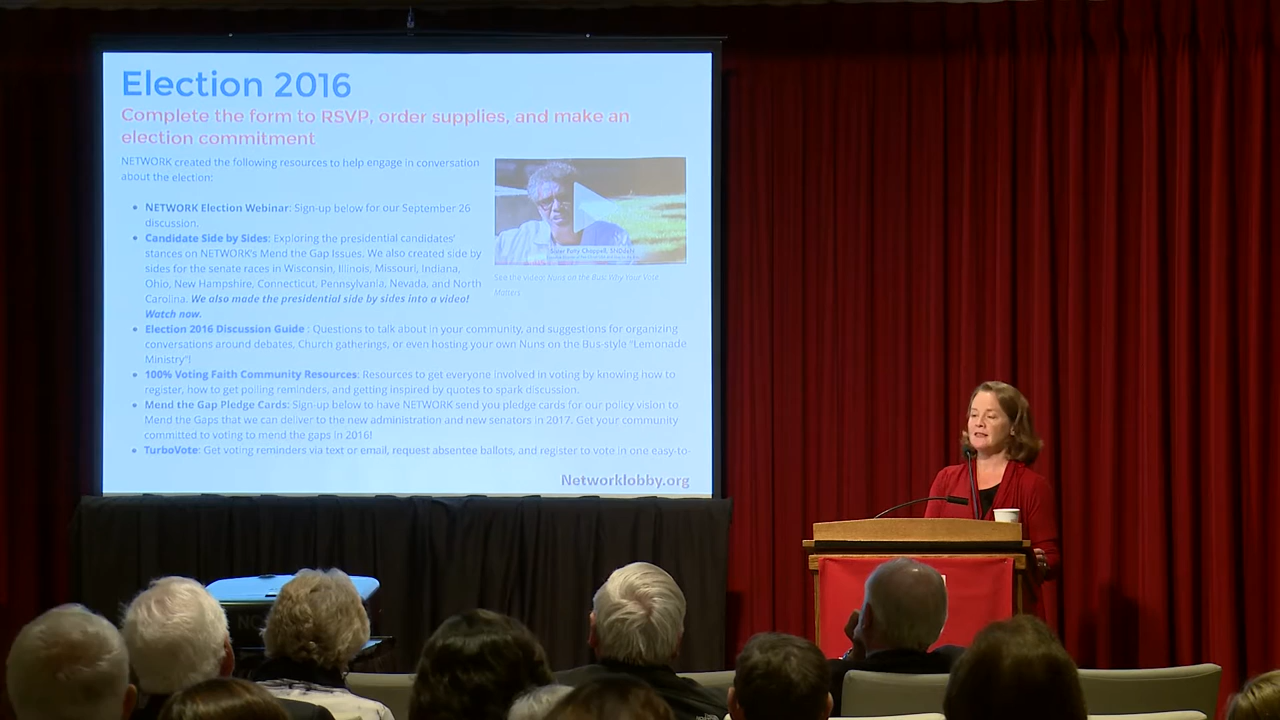 Election 2016
Complete the form to RSVP, order supplies, and make an
election commitment
NETWORK created the following resources to help engage in conversation
about the election:
• NETWORK Election Webinar: Sign-up below for our September 26
discussion.
• Candidate Side by Sides: Exploring the presidential candidates'
stances on NETWORK's Mend the Gap Issues. We also created side by
sides for the senate races in Wisconsin, Illinois, Missouri, Indiana,
Ohio, New Hampshire, Connecticut, Pennsylvania, Nevada, and North
Carolina. We also made the presidential side by sides into a video!
Watch now.
Sister Patty Chappell, SNDdeN
See the video: Nuns on the Bus: Why Your Vote
Matters
• Election 2016 Discussion Guide : Questions to talk about in your community, and suggestions for organizing
conversations around debates, Church gatherings, or even hosting your own Nuns on the Bus-style "Lemonade
Ministry"!
• 100% Voting Faith Community Resources: Resources to get everyone involved in voting by knowing how to
register, how to get polling reminders, and getting inspired by quotes to spark discussion.
• Mend the Gap Pledge Cards: Sign-up below to have NETWORK send you pledge cards for our policy vision to
Mend the Gaps that we can deliver to the new administration and new senators in 2017. Get your community
committed to voting to mend the gaps in 2016!
• TurboVote: Get voting reminders via text or email, request absentee ballots, and register to vote in one easy-to-
Networklobby.org